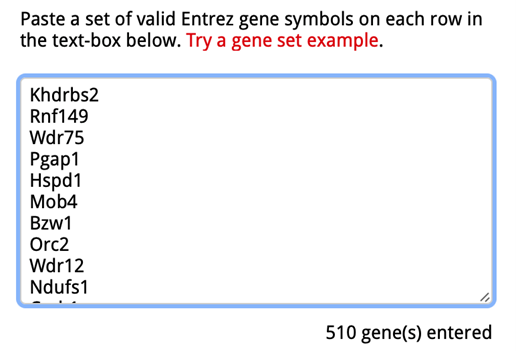 Paste a set of valid Entrez gene symbols on each row in
the text-box below. Try a gene set example.
Khdrbs2
Rnf149
Wdr75
Pgap1
Hspd1
Mob4
Bzw1
Orc2
Wdr12
Ndufs1
510 gene(s) entered